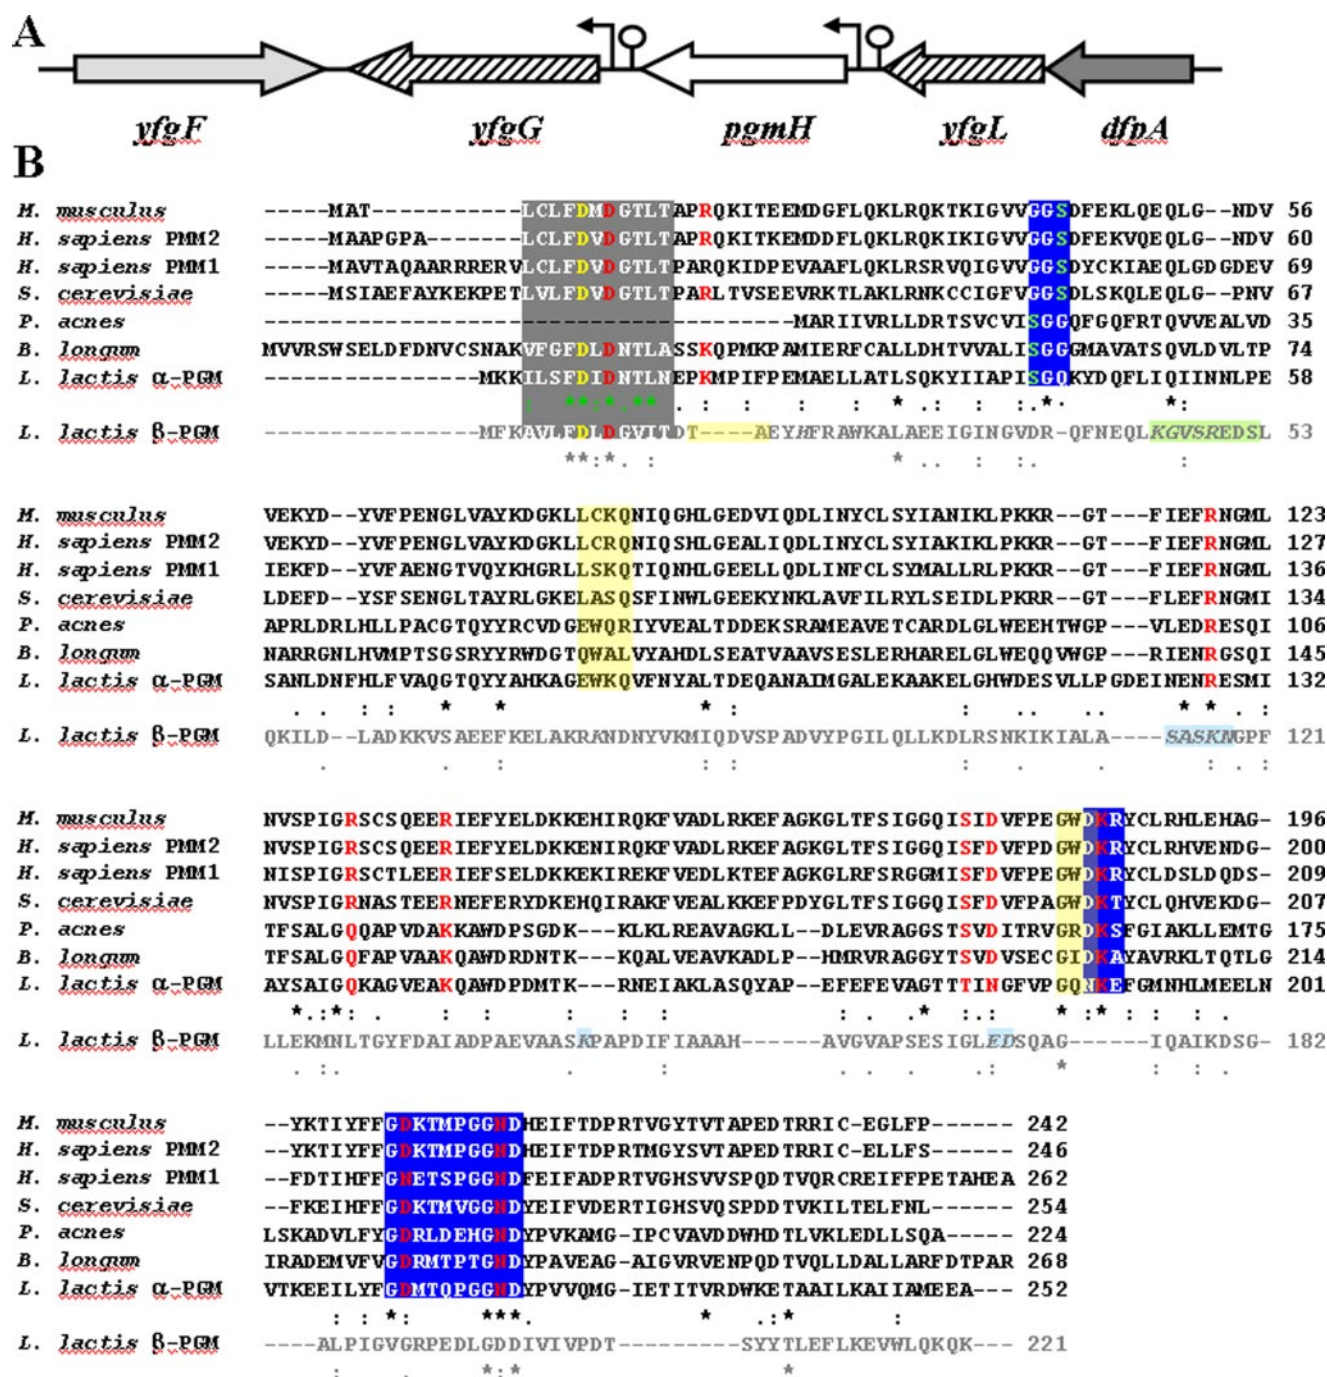 A
yfgF yfgG pgmH yfgL dfpA
B
M. musculus -----MAT-----------LCLFDMDGTLTAPRQKITEEMDGFLQKLRQKTKIGVVGGSDFEKLQEQLG--NDV 56
H. sapiens PMM2 -----MAAPGPA-------LCLFDVDGTLTAPRQKITKEMDDFLQKLRQKIKIGVVGGSDFEKVQEQLG--NDV 60
H. sapiens PMM1 -----MAVTAQAARRRERVLCLFDVDGTLTPARQKIDPEVAAFLQKLRSRVQIGVVGGSDYCKIAEQLGDGDEV 69
S. cerevisiae -----MSIAEFAYKEKPETLVLFDVDGTLTPARLTVSEEVRKTLAKLRNKCCIGFVGGSDLSKQLEQLG--PNV 67
P. acnes ---------------------------------------MARIIVRLLDRTSVCVISGGQFGQFRTQVVEALVD 35
B. longum MVVRSWSELDFDNVCSNAKVFGFDLDNTLASSKQPMKPAMIERFCALLDHTVVALISGGGMAVATSQVLDVLTP 74
L. lactis α-PGM ----------------MKKILSFDIDNTLNEPKMPIFPEMAELLATLSQKYIIAPISGQKYDQFLIQIINNLPE 58
: **:* .** . : : : * .: : :.*. *:
L. lactis β-PGM ----------------MFKAVLFDLDGVITDT----AEYHFRAWKALAEEIGINGVDR-QFNEQLKGVSREDSL 53
**:*. : * .. : :. :
M. musculus VEKYD--YVFPENGLVAYKDGKLLCKQNIQGHLGEDVIQDLINYCLSYIANIKLPKKR--GT---FIEFRNGML 123
H. sapiens PMM2 VEKYD--YVFPENGLVAYKDGKLLCRQNIQSHLGEALIQDLINYCLSYIAKIKLPKKR--GT---FIEFRNGML 127
H. sapiens PMM1 IEKFD--YVFAENGTVQYKHGRLLSKQTIQNHLGEELLQDLINFCLSYMALLRLPKKR--GT---FIEFRNGML 136
S. cerevisiae LDEFD--YSFSENGLTAYRLGKELASQSFINWLGEEKYNKLAVFILRYLSEIDLPKRR--GT---FLEFRNGMI 134
P. acnes APRLDRLHLLPACGTQYYRCVDGEWQRIYVEALTDDEKSRAMEAVETCARDLGLWEEHTWGP---VLEDRESQI 106
B. longum NARRGNLHVMPTSGSRYYRWDGTQWALVYAHDLSEATVAAVSESLERHARELGLWEQQVWGP---RIENRGSQI 145
L. lactis α-PGM SANLDNFHLFVAQGTQYYAHKAGEWKQVFNYALTDEQANAIMGALEKAAKELGHWDESVLLPGDEINENRESMI 132
. . : : * * * : : . .. * * . :
L. lactis β-PGM QKILD--LADKKVSAEEFKELAKRKNDNYVKMIQDVSPADVYPGILQLLKDLRSNKIKIALA----SASKNGPF 121
. . : : : : . . : . :
M. musculus NVSPIGRSCSQEERIEFYELDKKEHIRQKFVADLRKEFAGKGLTFSIGGQISIDVFPEGWDKRYCLRHLEHAG- 196
H. sapiens PMM2 NVSPIGRSCSQEERIEFYELDKKENIRQKFVADLRKEFAGKGLTFSIGGQISFDVFPDGWDKRYCLRHVENDG- 200
H. sapiens PMM1 NISPIGRSCTLEERIEFSELDKKEKIREKFVEDLKTEFAGKGLRFSRGGMISFDVFPEGWDKRYCLDSLDQDS- 209
S. cerevisiae NVSPIGRNASTEERNEFERYDKEHQIRAKFVEALKKEFPDYGLTFSIGGQISFDVFPAGWDKTYCLQHVEKDG- 207
P. acnes TFSALGQQAPVDAKKAWDPSGDK---KLKLREAVAGKLL--DLEVRAGGSTSVDITRVGRDKSFGIAKLLEMTG 175
B. longum TFSALGQFAPVAAKQAWDRDNTK---KQALVEAVKADLP--HMRVRAGGYTSVDVSECGIDKAYAVRKLTQTLG 214
L. lactis α-PGM AYSAIGQKAGVEAKQAWDPDMTK---RNEIAKLASQYAP--EFEFEVAGTTTINGFVPGQNKEFGMNHLMEELN 201
*.:*: . : : : : : . . * :.: * :* : : : .
L. lactis β-PGM LLEKMNLTGYFDAIADPAEVAASKPAPDIFIAAAH------AVGVAPSESIGLEDSQAG------IQAIKDSG- 182
. :. . : . . . .: * : : .
M. musculus --YKTIYFFGDKTMPGGNDHEIFTDPRTVGYTVTAPEDTRRIC-EGLFP------ 242
H. sapiens PMM2 --YKTIYFFGDKTMPGGNDHEIFTDPRTMGYSVTAPEDTRRIC-ELLFS------ 246
H. sapiens PMM1 --FDTIHFFGNETSPGGNDFEIFADPRTVGHSVVSPQDTVQRCREIFFPETAHEA 262
S. cerevisiae --FKEIHFFGDKTMVGGNDYEIFVDERTIGHSVQSPDDTVKILTELFNL------ 254
P. acnes LSKADVLFYGDRLDEHGNDYPVKAMG-IPCVAVDDWHDTLVKLEDLLSQA----- 224
B. longum IRADEMVFVGDRMTPTGNDYPAVEAG-AIGVRVENPQDTVQLLDALLARFDTPAR 268
L. lactis α-PGM VTKEEILYFGDMTQPGGNDYPVVQMG-IETITVRDWKETAAILKAIIAMEEA--- 252
: : *: ***. * .:* :
L. lactis β-PGM ----ALPIGVGRPEDLGDDIVIVPDT---------SYYTLEFLKEVWLQKQK--- 221
: . *:* *